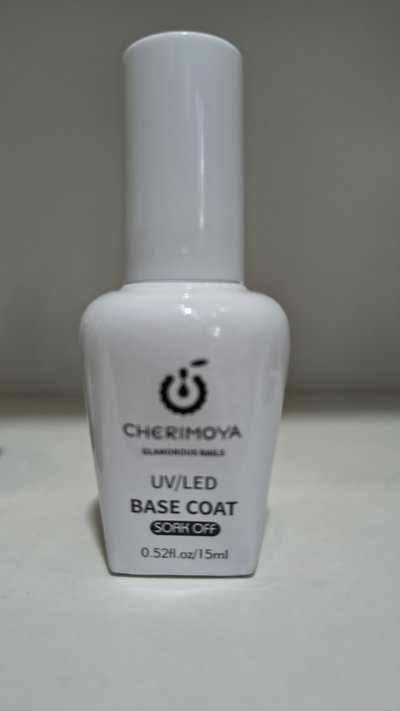 CHERIMOYA
GLAMOROUS NAILS
UV/LED
BASE COAT
SOAK OFF
0.52fl.oz/15ml